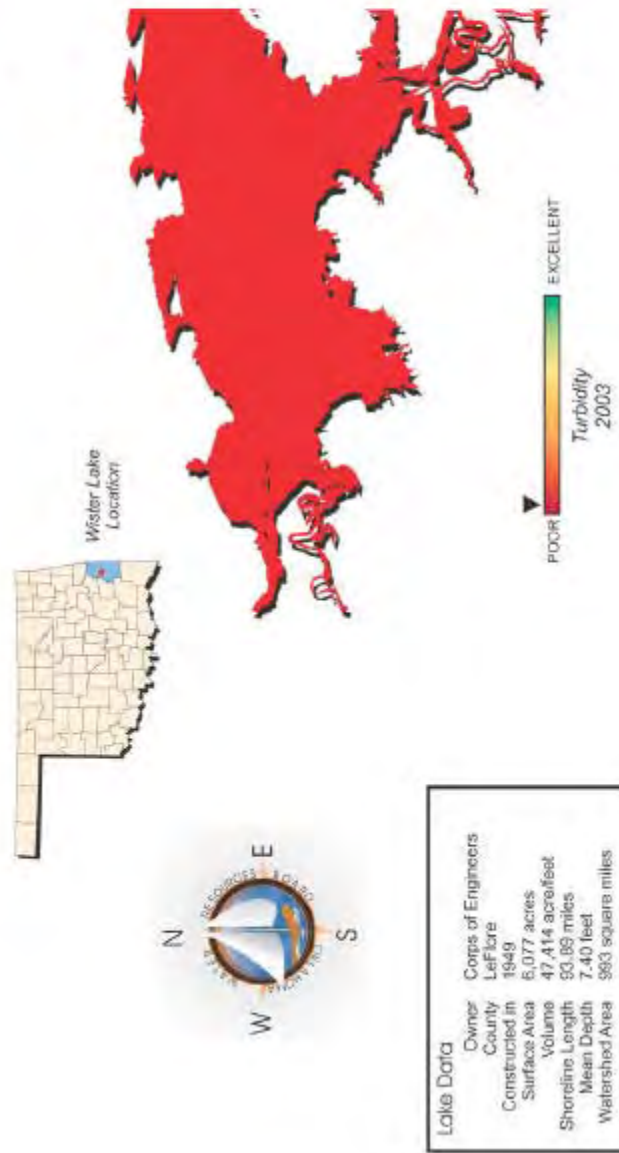 Wister Lake
Location
N
W
E
S
OKLAHOMA WATER RESOURCES BOARD
POOR
EXCELLENT
Turbidity
2003
Lake Data
Owner Corps of Engineers
County LeFlore
Constructed in 1949
Surface Area 6,077 acres
Volume 47,414 acre/feet
Shoreline Length 93.89 miles
Mean Depth 7.40 feet
Watershed Area 993 square miles